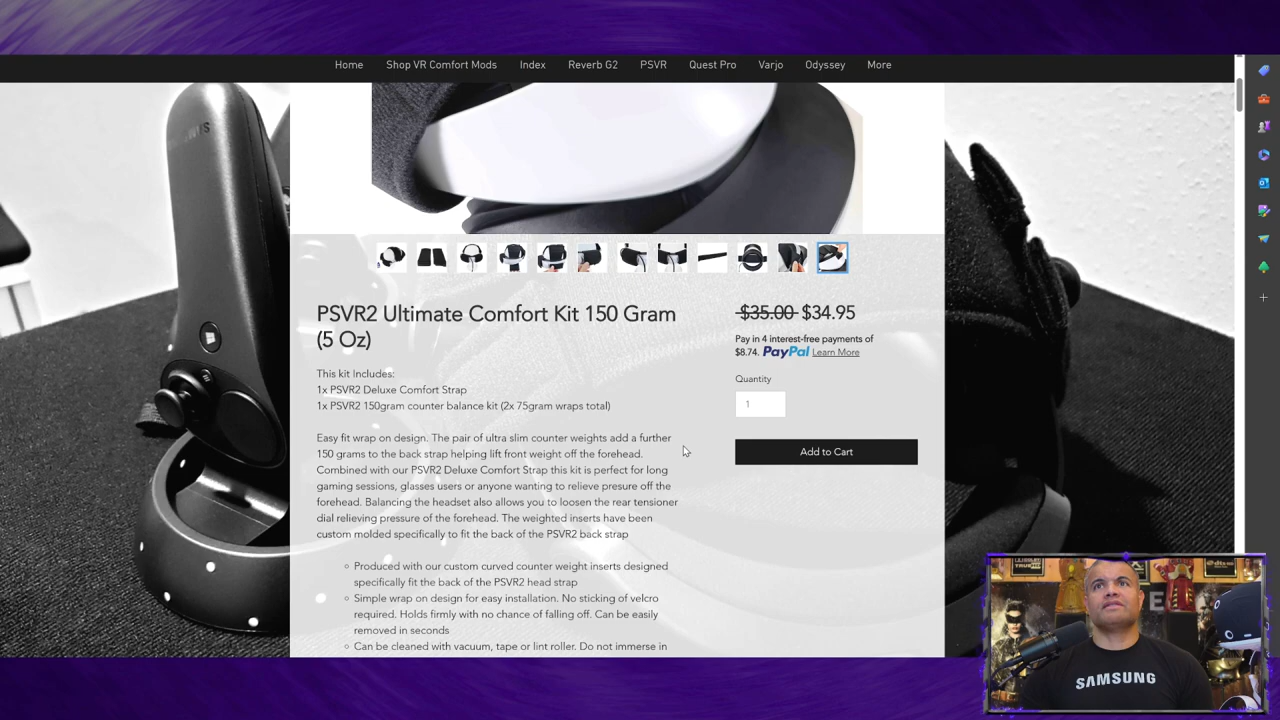 Home Shop VR Comfort Mods Index Reverb G2 PSVR Quest Pro Varjo Odyssey More
PSVR2 Ultimate Comfort Kit 150 Gram
(5 Oz)
This kit Includes:
1x PSVR2 Deluxe Comfort Strap
1x PSVR2 150gram counter balance kit (2x 75gram wraps total)
Easy fit wrap on design. The pair of ultra slim counter weights add a further
150 grams to the back strap helping lift front weight off the forehead.
Combined with our PSVR2 Deluxe Comfort Strap this kit is perfect for long
gaming sessions, glasses users or anyone wanting to relieve presure off the
forehead. Balancing the headset also allows you to loosen the rear tensioner
dial relieving pressure of the forehead. The weighted inserts have been
custom molded specifically to fit the back of the PSVR2 back strap
Produced with our custom curved counter weight inserts designed
specifically fit the back of the PSVR2 head strap
Simple wrap on design for easy installation. No sticking of velcro
required. Holds firmly with no chance of falling off. Can be easily
removed in seconds
Can be cleaned with vacuum, tape or lint roller. Do not immerse in
$35.00 $34.95
Pay in 4 interest-free payments of
$8.74. PayPal Learn More
Quantity
1
Add to Cart
SAMSUNG